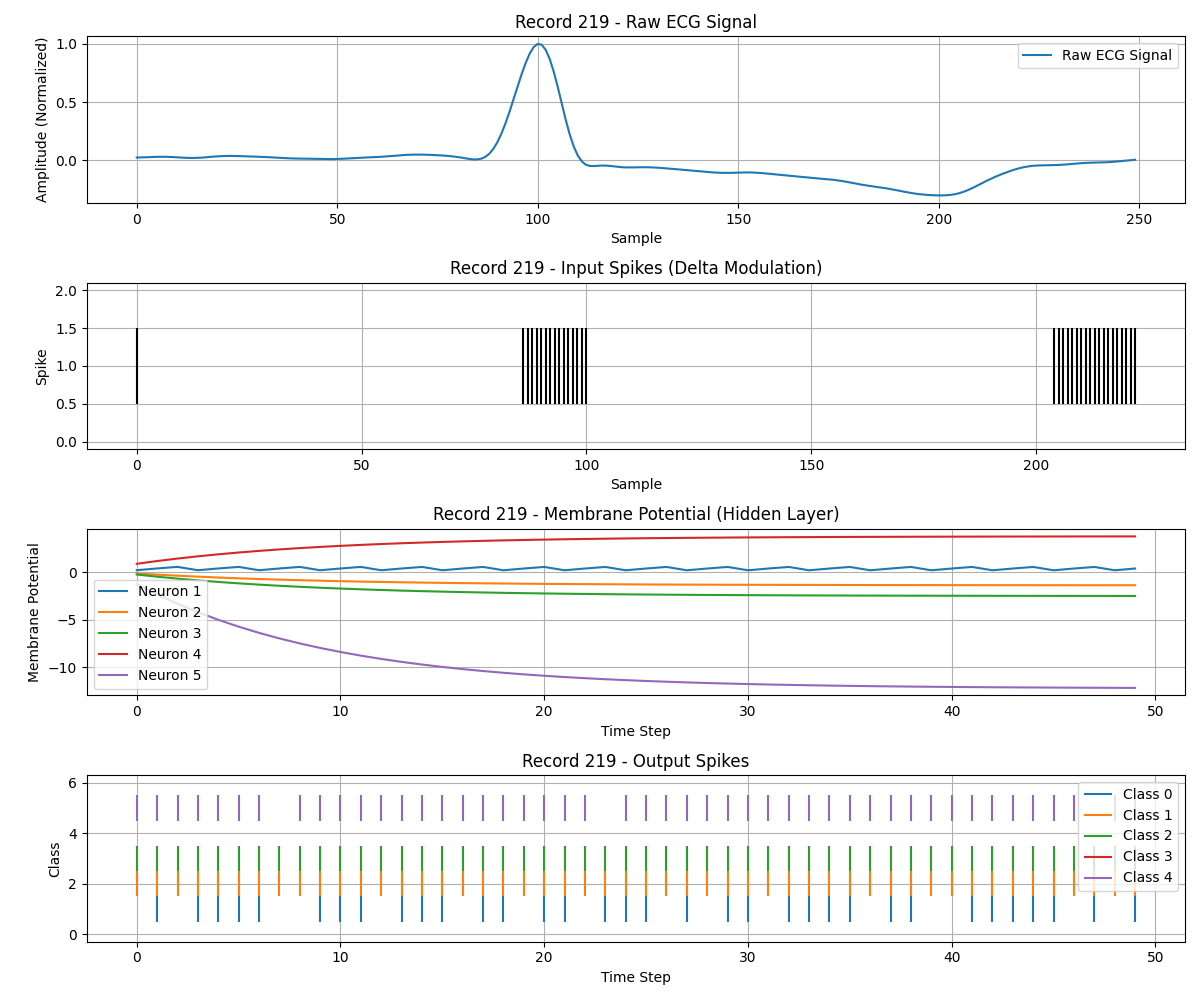 Record 219 - Raw ECG Signal
Amplitude (Normalized)
1.0
0.5
0.0
Raw ECG Signal
0 50 100 150 200 250
Sample
Record 219 - Input Spikes (Delta Modulation)
Spike
2.0
1.5
1.0
0.5
0.0
0 50 100 150 200
Sample
Record 219 - Membrane Potential (Hidden Layer)
Membrane Potential
0
−5
−10
Neuron 1
Neuron 2
Neuron 3
Neuron 4
Neuron 5
0 10 20 30 40 50
Time Step
Record 219 - Output Spikes
Class
6
4
2
0
Class 0
Class 1
Class 2
Class 3
Class 4
0 10 20 30 40 50
Time Step